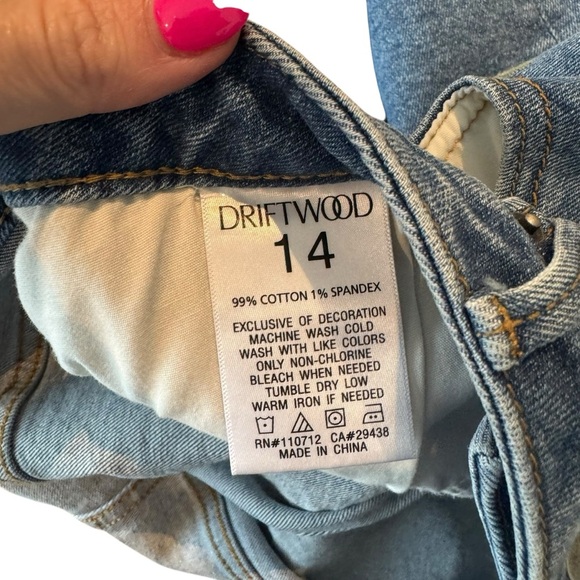 DRIFTWOOD
14
99% COTTON 1% SPANDEX
EXCLUSIVE OF DECORATION
MACHINE WASH COLD
WASH WITH LIKE COLORS
ONLY NON-CHLORINE
BLEACH WHEN NEEDED
TUMBLE DRY LOW
WARM IRON IF NEEDED
RN#110712 CA#29438
MADE IN CHINA